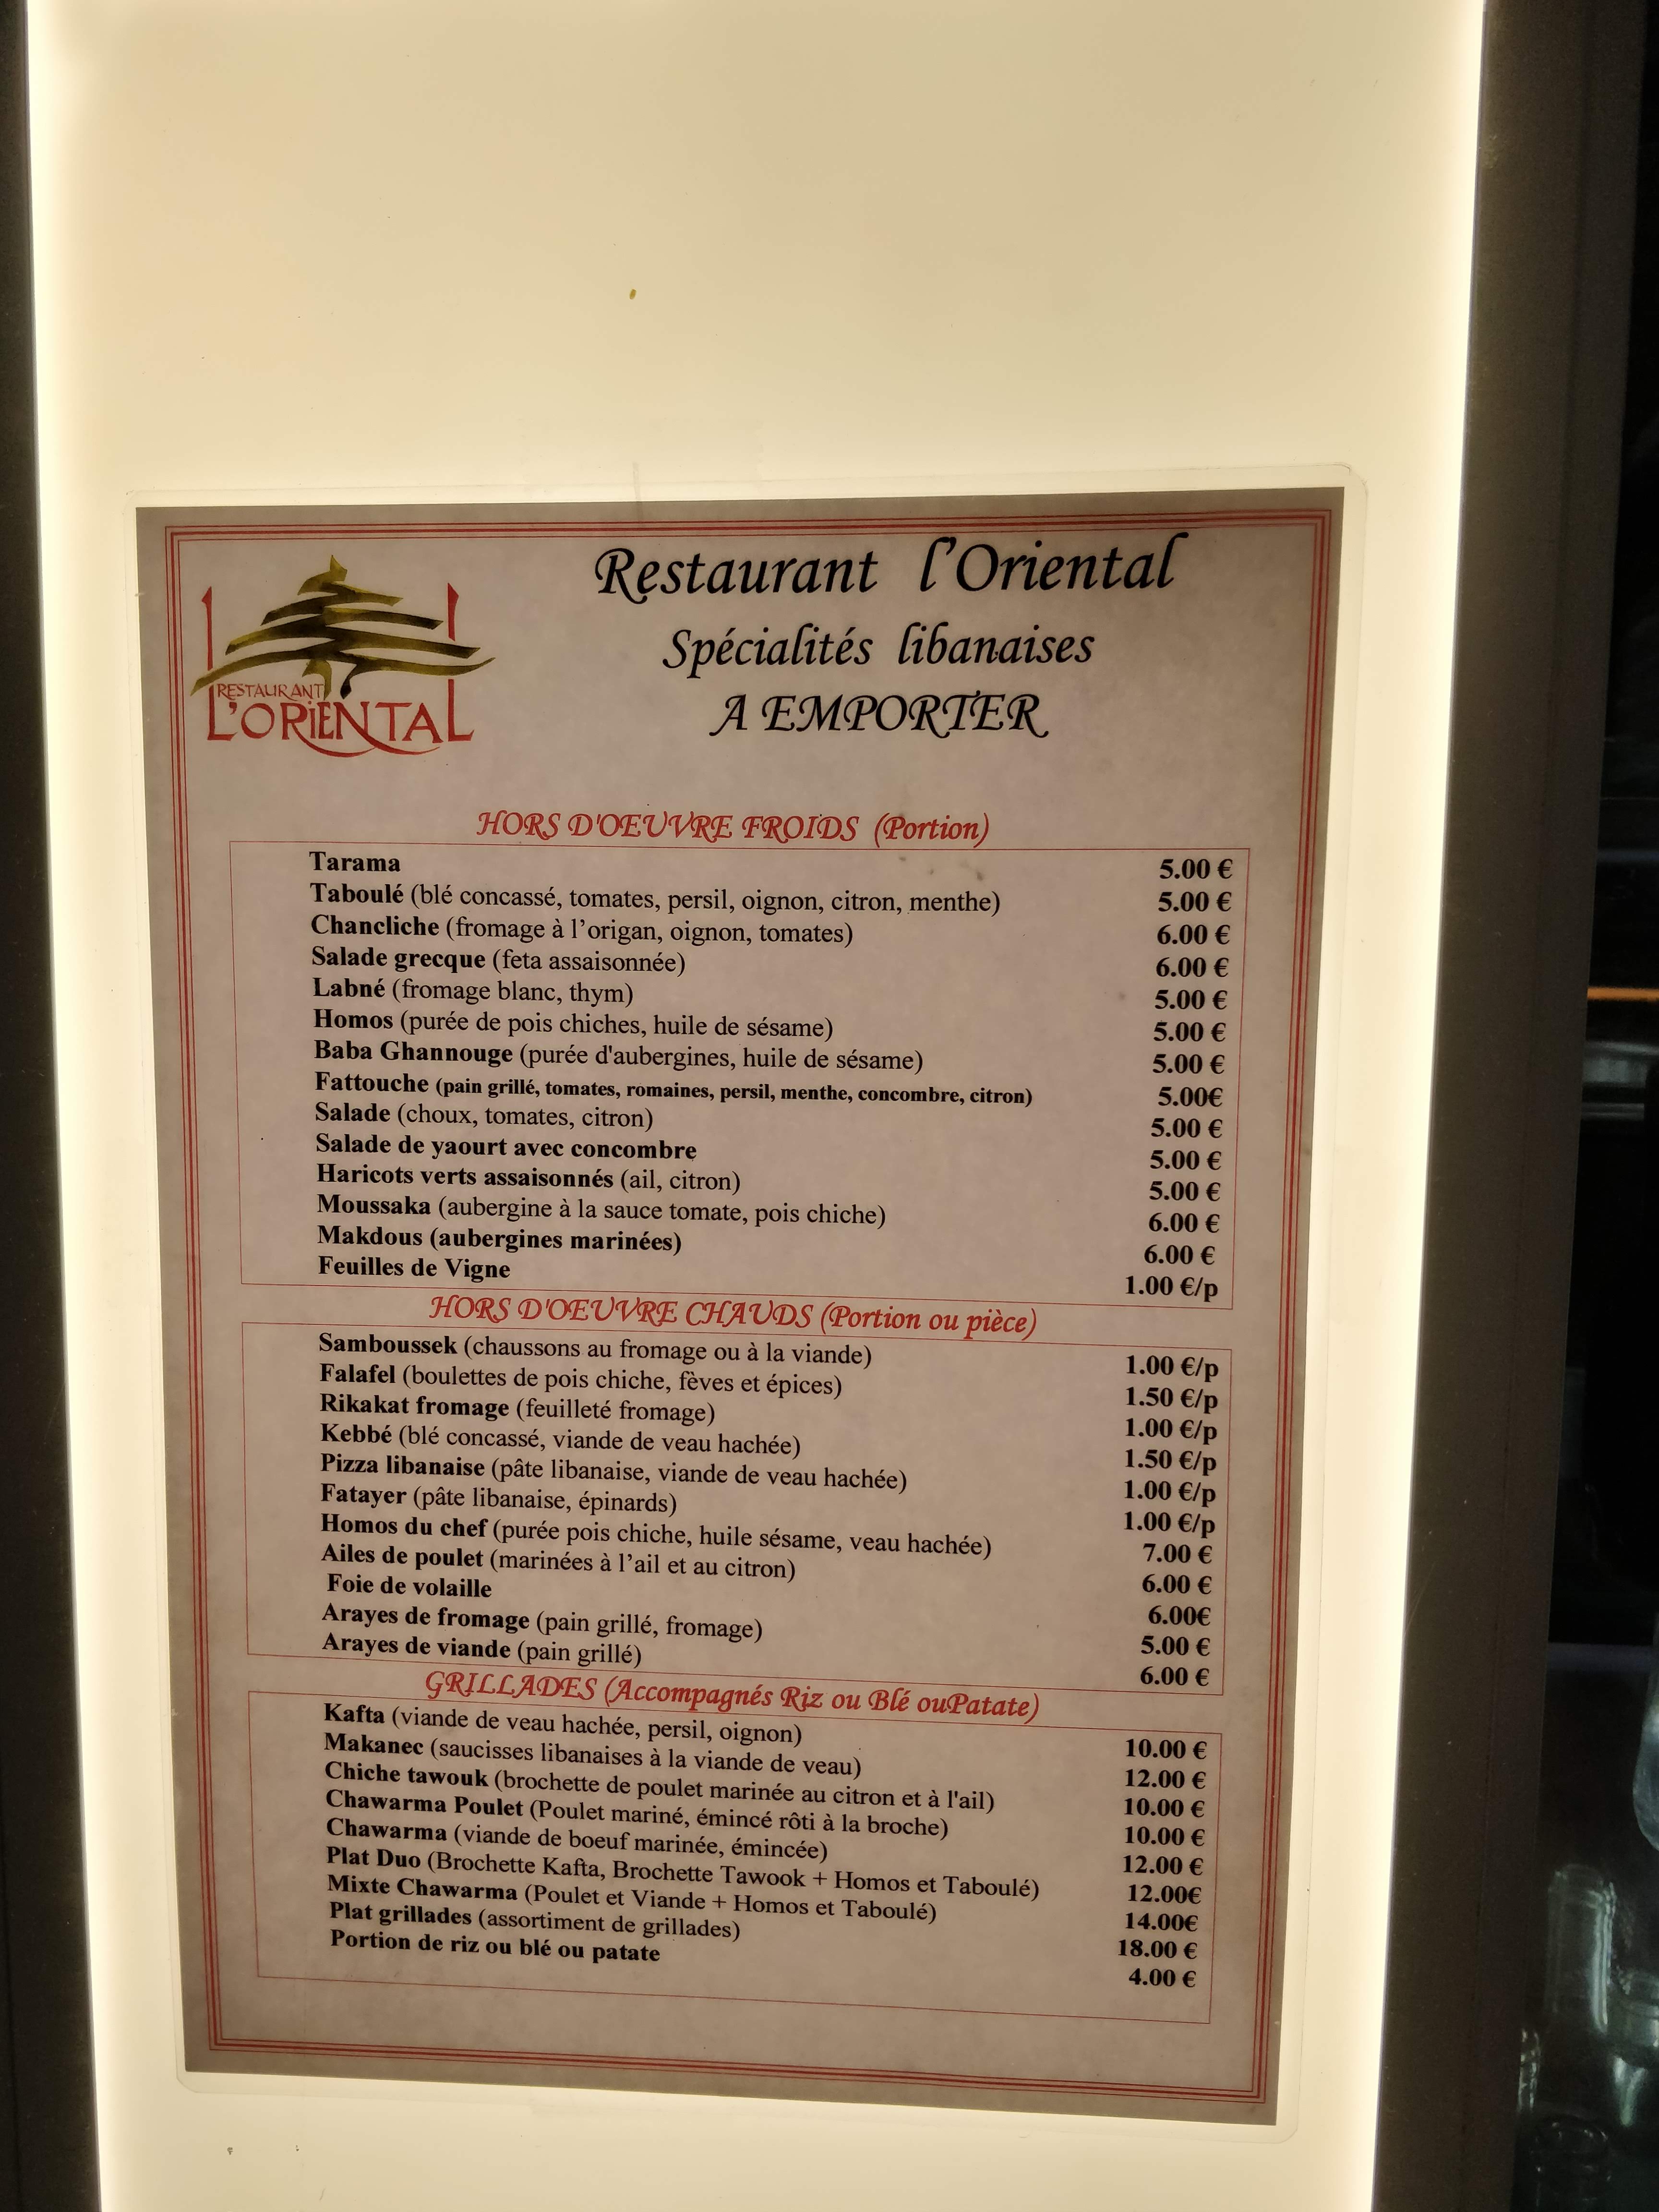 RESTAURANT
L'ORIENTAL
Restaurant l'Oriental
Spécialités libanaises
A EMPORTER
HORS D'OEUVRE FROIDS (Portion)
Tarama 5.00 €
Taboulé (blé concassé, tomates, persil, oignon, citron, menthe) 5.00 €
Chancliche (fromage à l'origan, oignon, tomates) 6.00 €
Salade grecque (feta assaisonnée) 6.00 €
Labné (fromage blanc, thym) 5.00 €
Homos (purée de pois chiches, huile de sésame) 5.00 €
Baba Ghannouge (purée d'aubergines, huile de sésame) 5.00 €
Fattouche (pain grillé, tomates, romaines, persil, menthe, concombre, citron) 5.00€
Salade (choux, tomates, citron) 5.00 €
Salade de yaourt avec concombre 5.00 €
Haricots verts assaisonnés (ail, citron) 5.00 €
Moussaka (aubergine à la sauce tomate, pois chiche) 6.00 €
Makdous (aubergines marinées) 6.00 €
Feuilles de Vigne 1.00 €/p
HORS D'OEUVRE CHAUDS (Portion ou pièce)
Samboussek (chaussons au fromage ou à la viande) 1.00 €/p
Falafel (boulettes de pois chiche, fèves et épices) 1.50 €/p
Rikakat fromage (feuilleté fromage) 1.00 €/p
Kebbé (blé concassé, viande de veau hachée) 1.50 €/p
Pizza libanaise (pâte libanaise, viande de veau hachée) 1.00 €/p
Fatayer (pâte libanaise, épinards) 1.00 €/p
Homos du chef (purée pois chiche, huile sésame, veau hachée) 7.00 €
Ailes de poulet (marinées à l'ail et au citron) 6.00 €
Foie de volaille 6.00€
Arayes de fromage (pain grillé, fromage) 5.00 €
Arayes de viande (pain grillé) 6.00 €
GRILLADES (Accompagnés Riz ou Blé ouPatate)
Kafta (viande de veau hachée, persil, oignon) 10.00 €
Makanec (saucisses libanaises à la viande de veau) 12.00 €
Chiche tawouk (brochette de poulet marinée au citron et à l'ail) 10.00 €
Chawarma Poulet (Poulet mariné, émincé rôti à la broche) 10.00 €
Chawarma (viande de boeuf marinée, émincée) 12.00 €
Plat Duo (Brochette Kafta, Brochette Tawook + Homos et Taboulé) 12.00€
Mixte Chawarma (Poulet et Viande + Homos et Taboulé) 14.00€
Plat grillades (assortiment de grillades) 18.00 €
Portion de riz ou blé ou patate 4.00 €